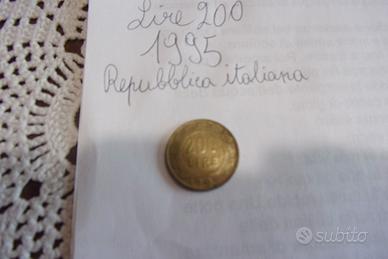 Lire 200
1995
Repubblica italiana
200
LIRE
subito